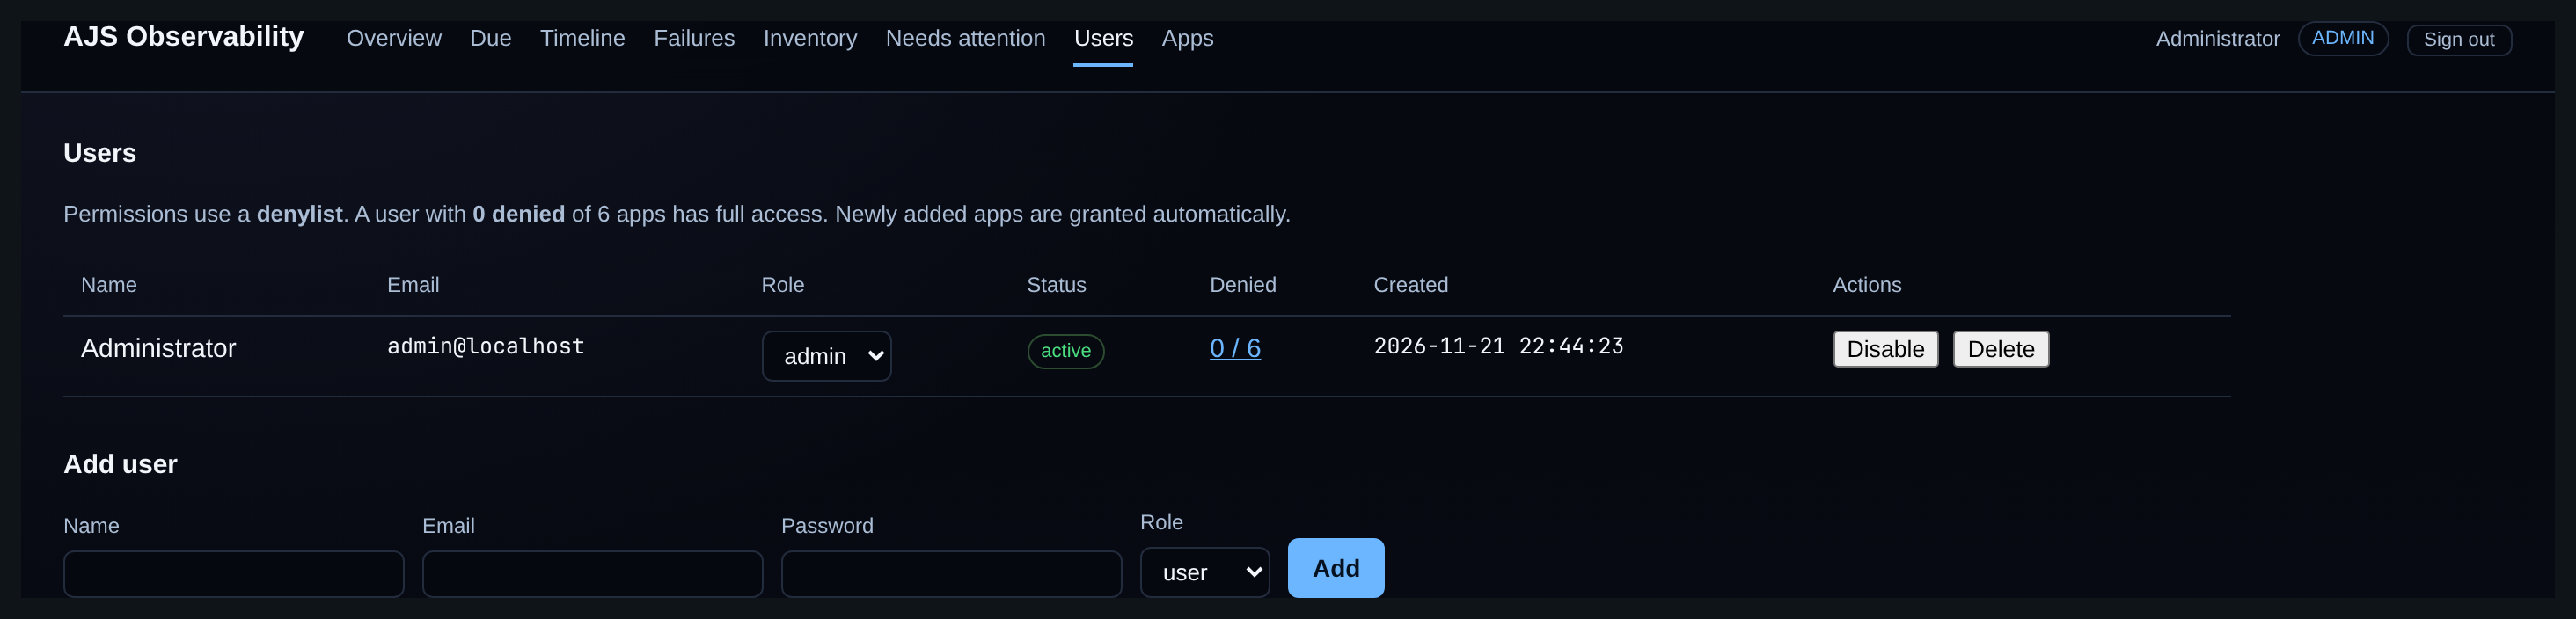 AJS Observability Overview Due Timeline Failures Inventory Needs attention Users Apps Administrator ADMIN Sign out
Users
Permissions use a denylist. A user with 0 denied of 6 apps has full access. Newly added apps are granted automatically.
Name Email Role Status Denied Created Actions
Administrator admin@localhost admin active 0 / 6 2026-11-21 22:44:23 Disable Delete
Add user
Name Email Password Role
user Add